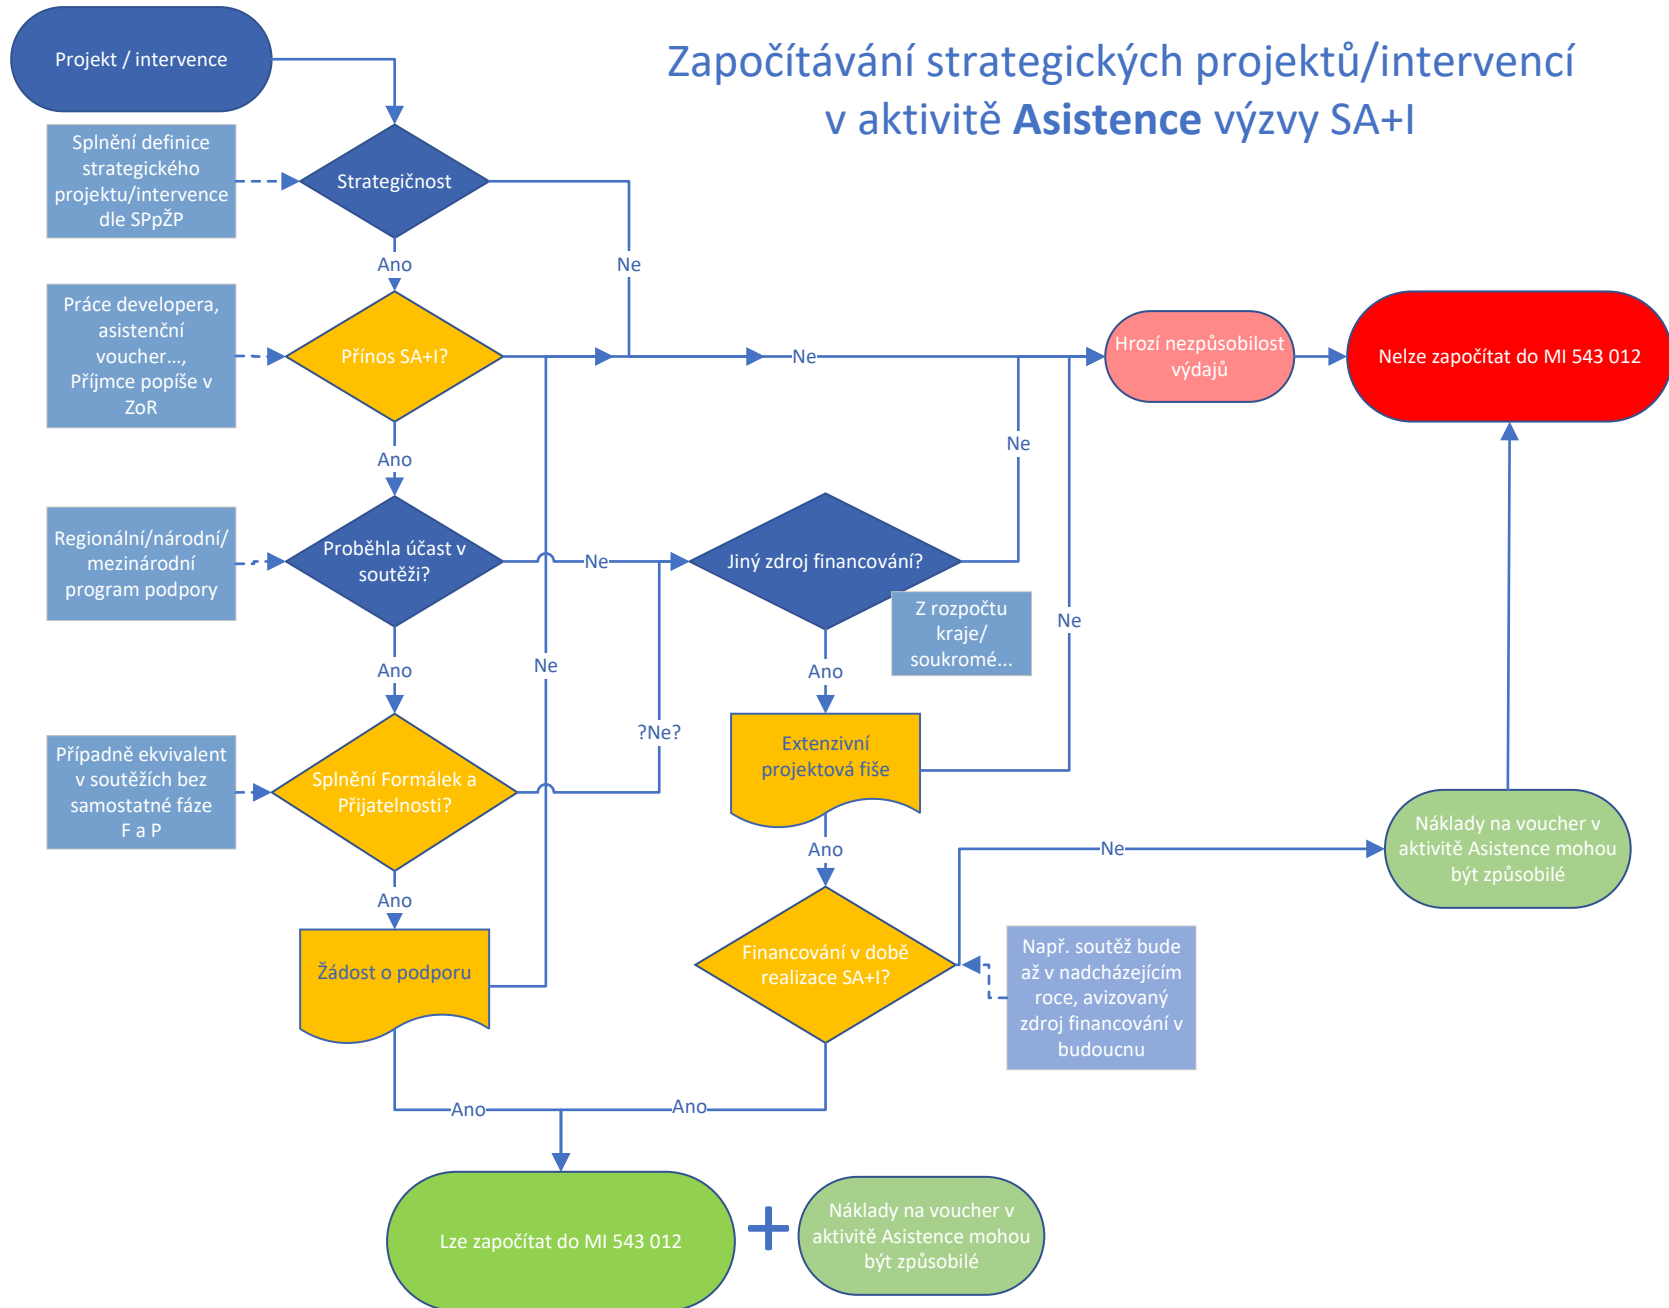 Započítávání strategických projektů/intervencí
v aktivitě Asistence výzvy SA+I
Projekt / intervence
Splnění definice
strategického
projektu/intervence
dle SPpŽP
Strategičnost
Ano
Ne
Práce developera,
asistenční
voucher...,
Příjmce popíše v
ZoR
Přínos SA+I?
Ne
Hrozí nezpůsobilost
výdajů
Nelze započítat do MI 543 012
Ano
Ne
Regionální/národní/
mezinárodní
program podpory
Proběhla účast v
soutěži?
Ne
Jiný zdroj financování?
Z rozpočtu
kraje/
soukromé...
Ne
Ano
Ne
Ano
?Ne?
Případně ekvivalent
v soutěžích bez
samostatné fáze
F a P
Splnění Formálek a
Přijatelnosti?
Extenzivní
projektová fiše
Ano
Ne
Náklady na voucher v
aktivitě Asistence mohou
být způsobilé
Ano
Žádost o podporu
Financování v době
realizace SA+I?
Např. soutěž bude
až v nadcházejícím
roce, avizovaný
zdroj financování v
budoucnu
Ano
Ano
Lze započítat do MI 543 012
+
Náklady na voucher v
aktivitě Asistence mohou
být způsobilé